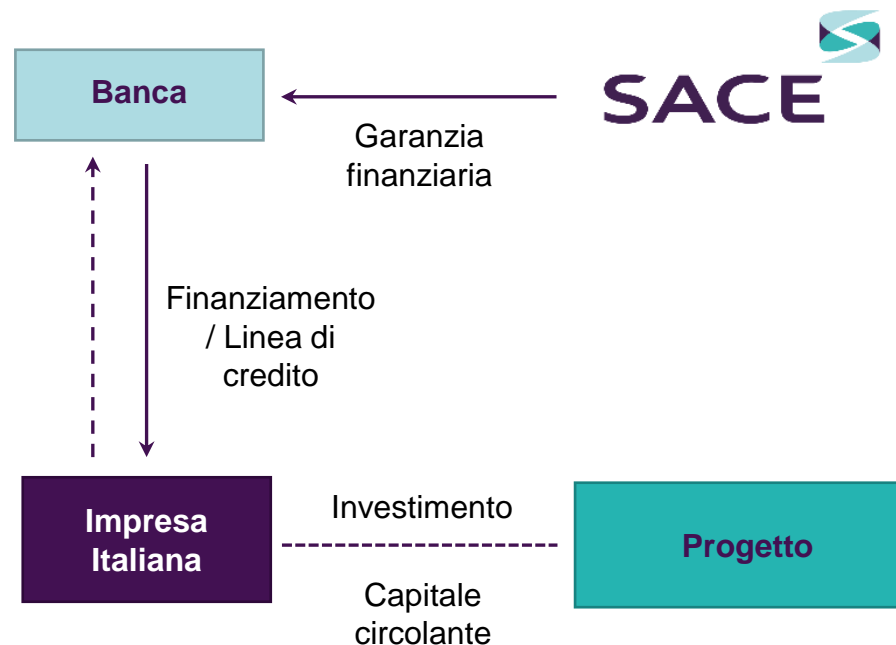 Banca
SACE
Garanzia
finanziaria
Finanziamento
/ Linea di
credito
Impresa
Italiana
Investimento
Capitale
circolante
Progetto